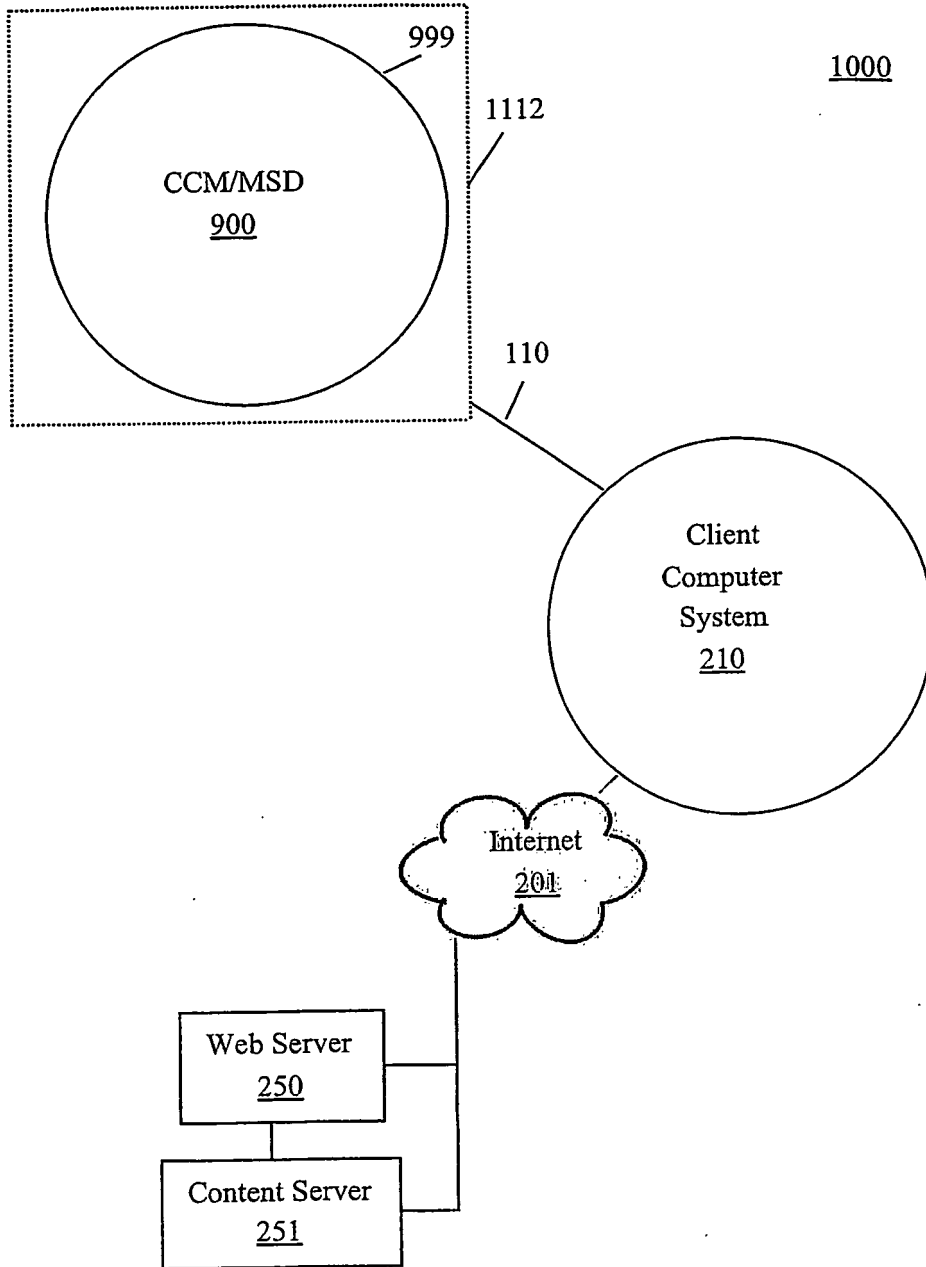 999
1000
1112
CCM/MSD
900
110
Client
Computer
System
210
Internet
201
Web Server
250
Content Server
251